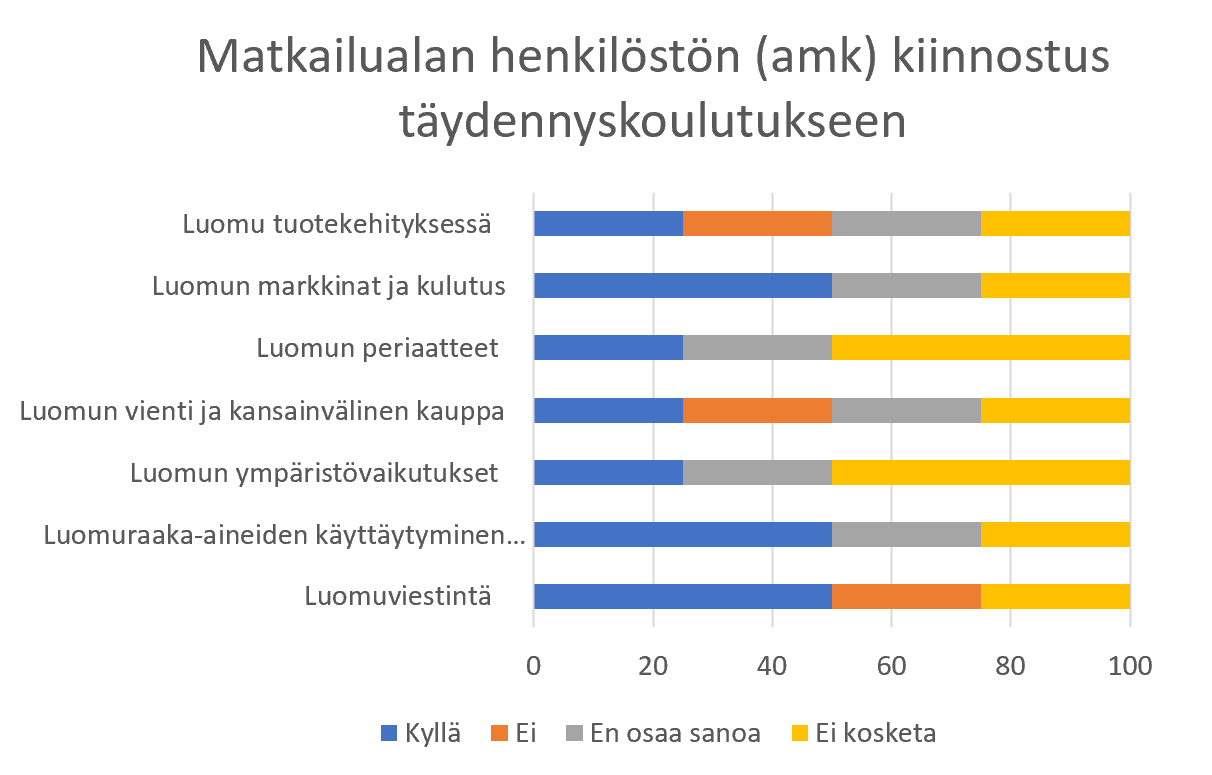 Matkailualan henkilöstön (amk) kiinnostus
täydennyskoulutukseen
Luomu tuotekehityksessä
Luomun markkinat ja kulutus
Luomun periaatteet
Luomun vienti ja kansainvälinen kauppa
Luomun ympäristövaikutukset
Luomuraaka-aineiden käyttäytyminen...
Luomuviestintä
0 20 40 60 80 100
Kyllä Ei En osaa sanoa Ei kosketa